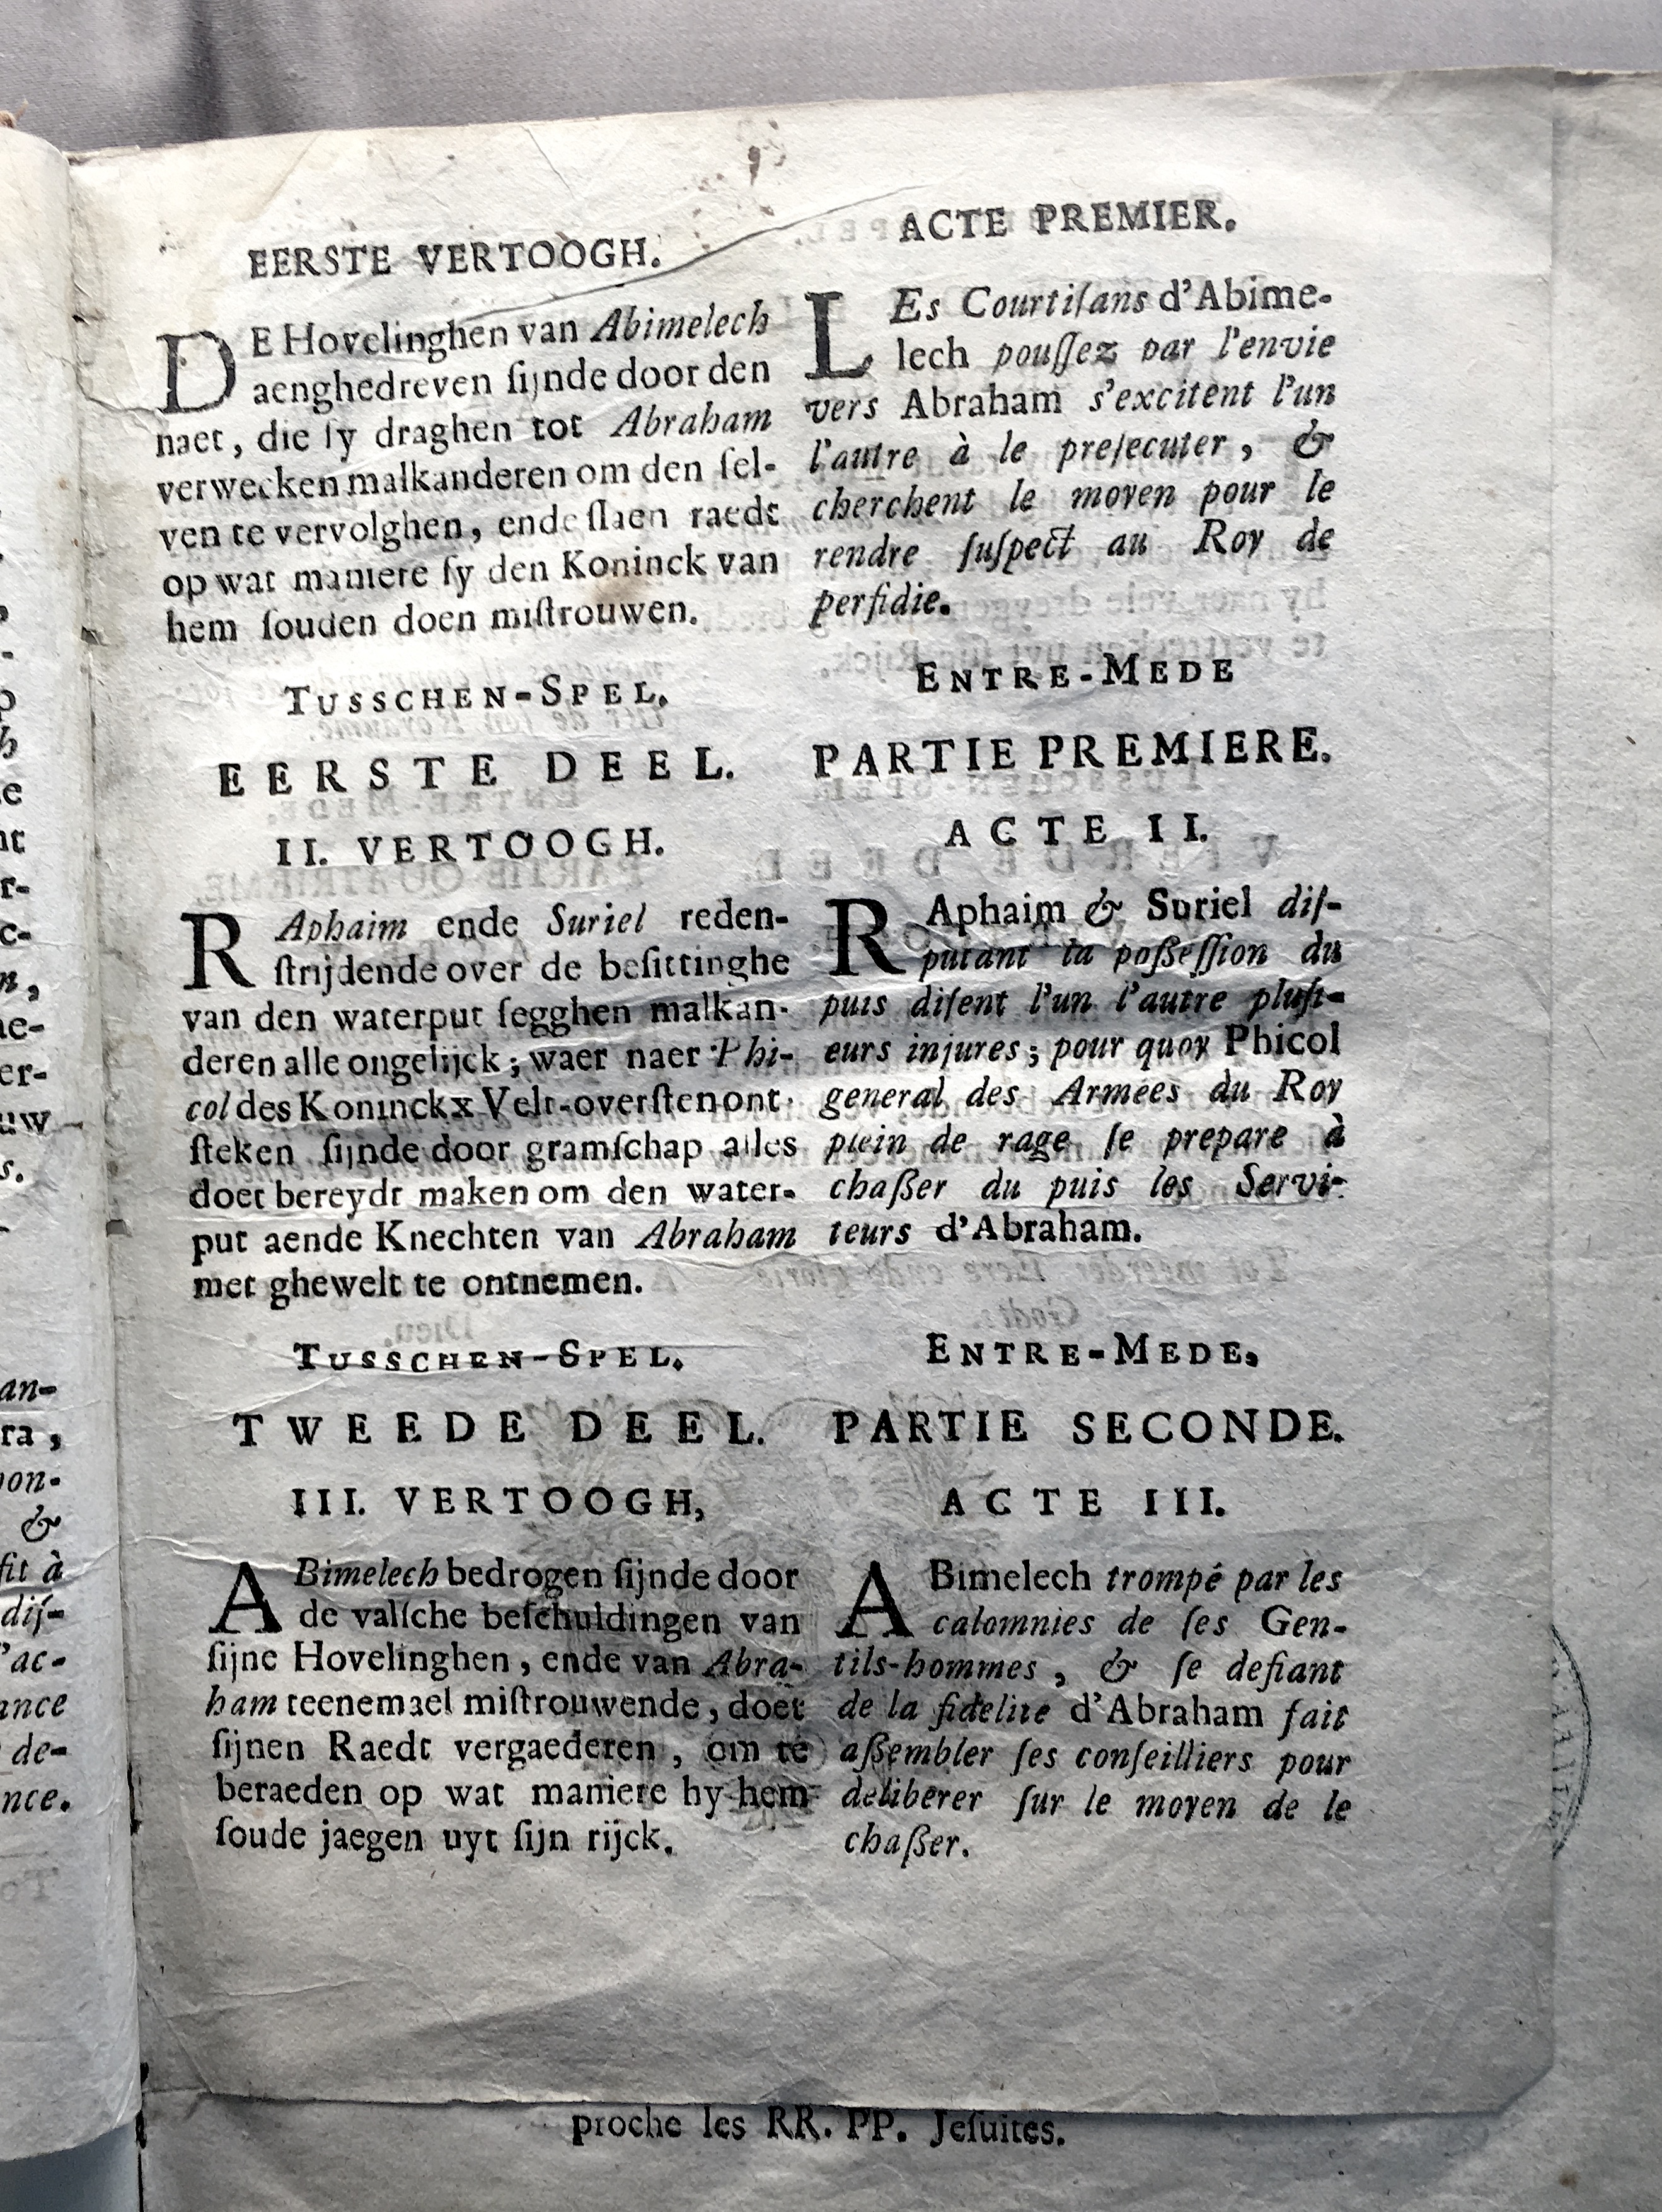 EERSTE VERTOOGH.
DE Hovelinghen van Abimelech
aenghedreven ſijnde door den
naet, die ſy draghen tot Abraham
verwecken malkanderen om den ſel-
ven te vervolghen, ende ſlaen raedt
op wat maniere ſy den Koninck van
hem ſouden doen miſtrouwen.
TUSSCHEN-SPEL.
EERSTE DEEL.
II. VERTOOGH.
RAphaim ende Suriel reden-
ſtrijdende over de beſittinghe
van den waterput ſegghen malkan-
deren alle ongelijck; waer naer Phi-
col des Koninckx Velt-overſten ont-
ſteken ſijnde door gramſchap alles
doet bereydt maken om den water-
put aende Knechten van Abraham
met ghewelt te ontnemen.
TUSSCHEN-SPEL.
TWEEDE DEEL.
III. VERTOOGH,
ABimelech bedrogen ſijnde door
de valſche beſchuldingen van
ſijne Hovelinghen, ende van Abra-
ham teenemael miſtrouwende, doet
ſijnen Raedt vergaederen, om te
beraeden op wat maniere hy hem
ſoude jaegen uyt ſijn rijck.
ACTE PREMIER.
LEs Courtiſans d'Abime-
lech pouſſez par l'envie
vers Abraham s'excitent l'un
l'autre à le preſecuter, &
cherchent le moyen pour le
rendre ſuſpect au Roy de
perfidie.
ENTRE-MEDE
PARTIE PREMIERE.
ACTE II.
RAphaim & Suriel diſ-
putant la poßeſſion du
puis diſent l'un l'autre pluſi-
eurs injures; pour quoy Phicol
general des Armées du Roy
plein de rage ſe prepare à
chaßer du puis les Servi-
teurs d'Abraham.
ENTRE-MEDE,
PARTIE SECONDE.
ACTE III.
ABimelech trompé par les
calomnies de ſes Gen-
tils-hommes, & ſe defiant
de la fidelite d'Abraham fait
aßembler ſes conſeilliers pour
deliberer ſur le moyen de le
chaßer.
proche les RR. PP. Jeſuites.